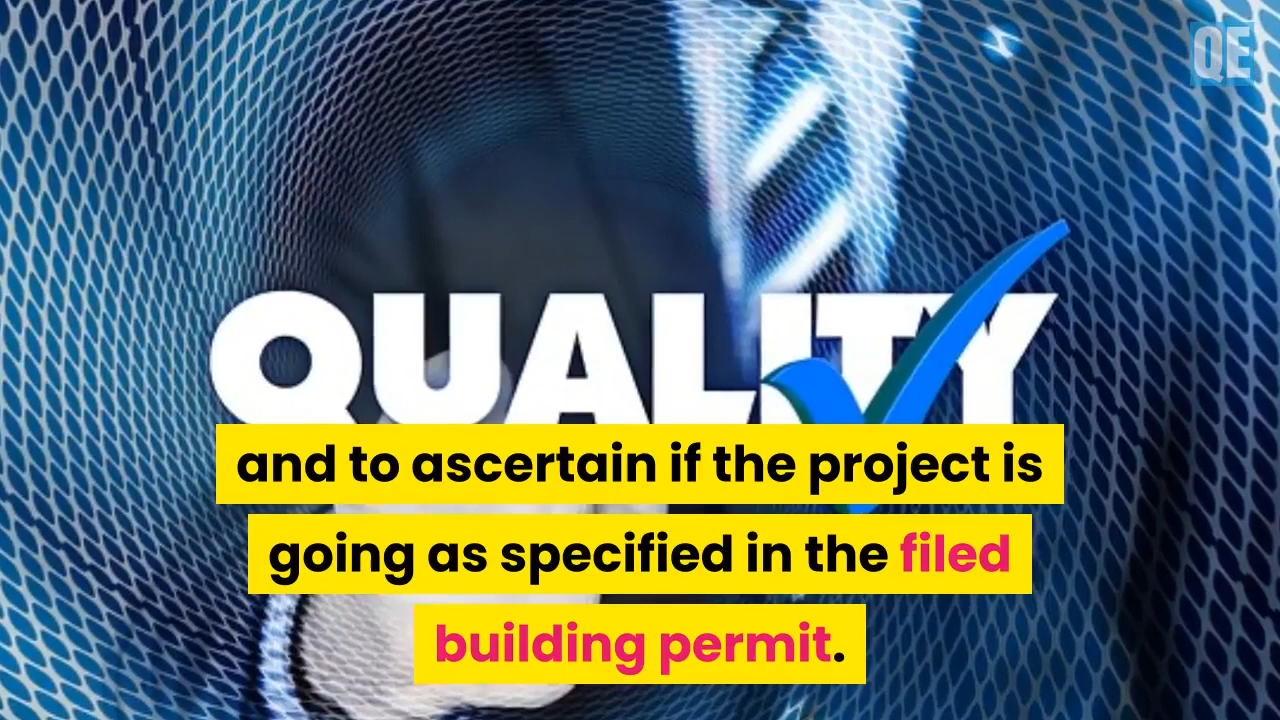 QE
QUALITY
and to ascertain if the project is
going as specified in the filed
building permit.